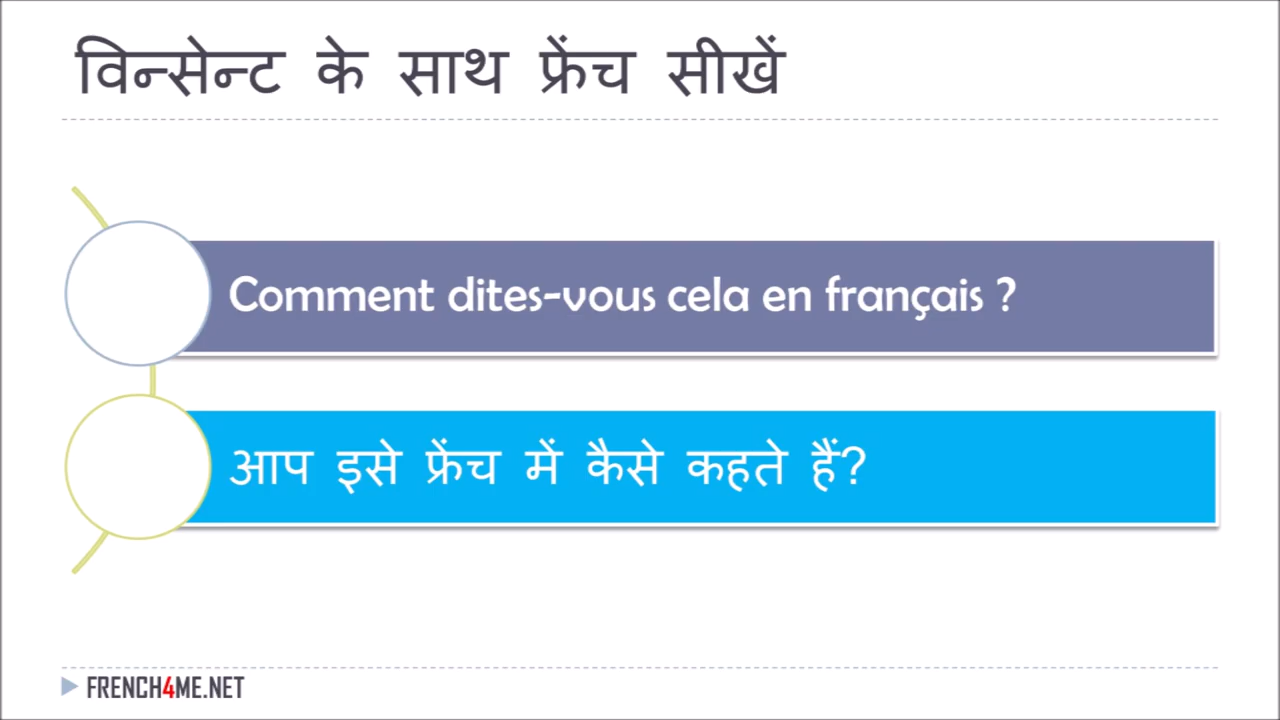 विन्सेन्ट के साथ फ्रेंच सीखें
Comment dites-vous cela en français ?
आप इसे फ्रेंच में कैसे कहते हैं?
FRENCH4ME.NET